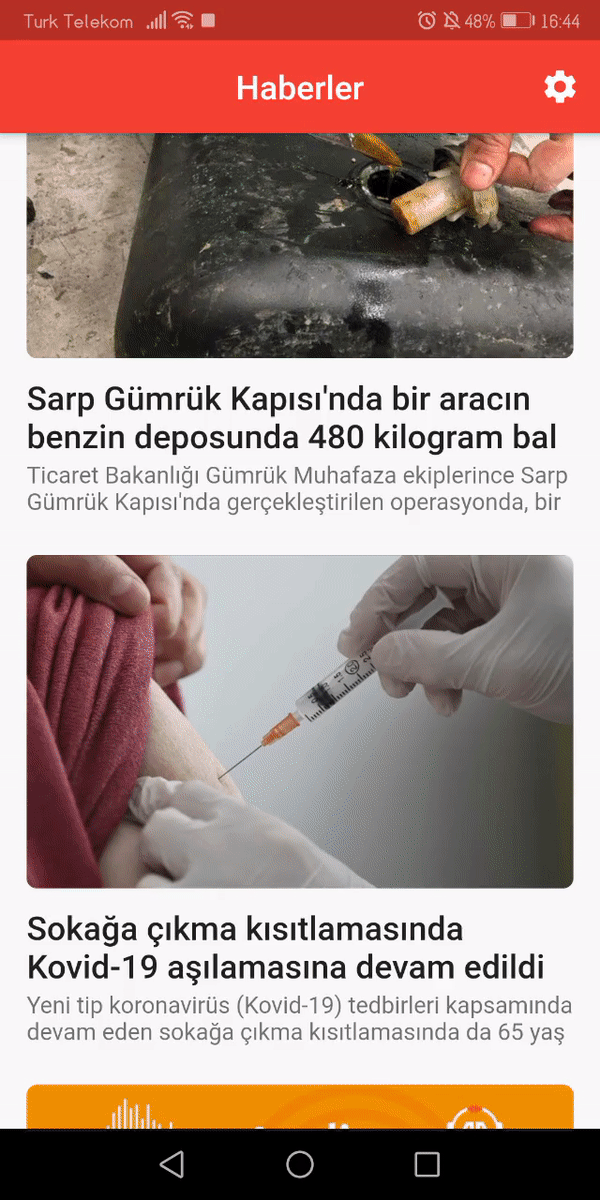 Turk Telekom 48% 16:44
Haberler
Sarp Gümrük Kapısı'nda bir aracın
benzin deposunda 480 kilogram bal
Ticaret Bakanlığı Gümrük Muhafaza ekiplerince Sarp
Gümrük Kapısı'nda gerçekleştirilen operasyonda, bir
Sokağa çıkma kısıtlamasında
Kovid-19 aşılamasına devam edildi
Yeni tip koronavirüs (Kovid-19) tedbirleri kapsamında
devam eden sokağa çıkma kısıtlamasında da 65 yaş